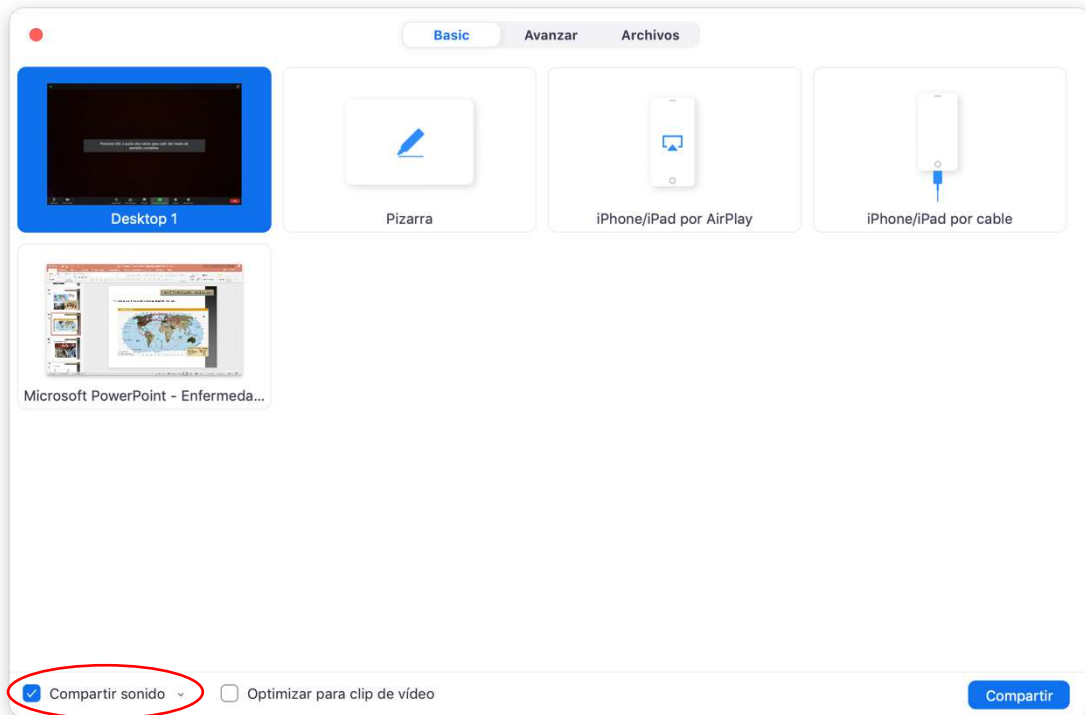 Basic Avanzar Archivos
Desktop 1
Pizarra
iPhone/iPad por AirPlay
iPhone/iPad por cable
Microsoft PowerPoint - Enfermeda...
Compartir sonido
Optimizar para clip de vídeo
Compartir